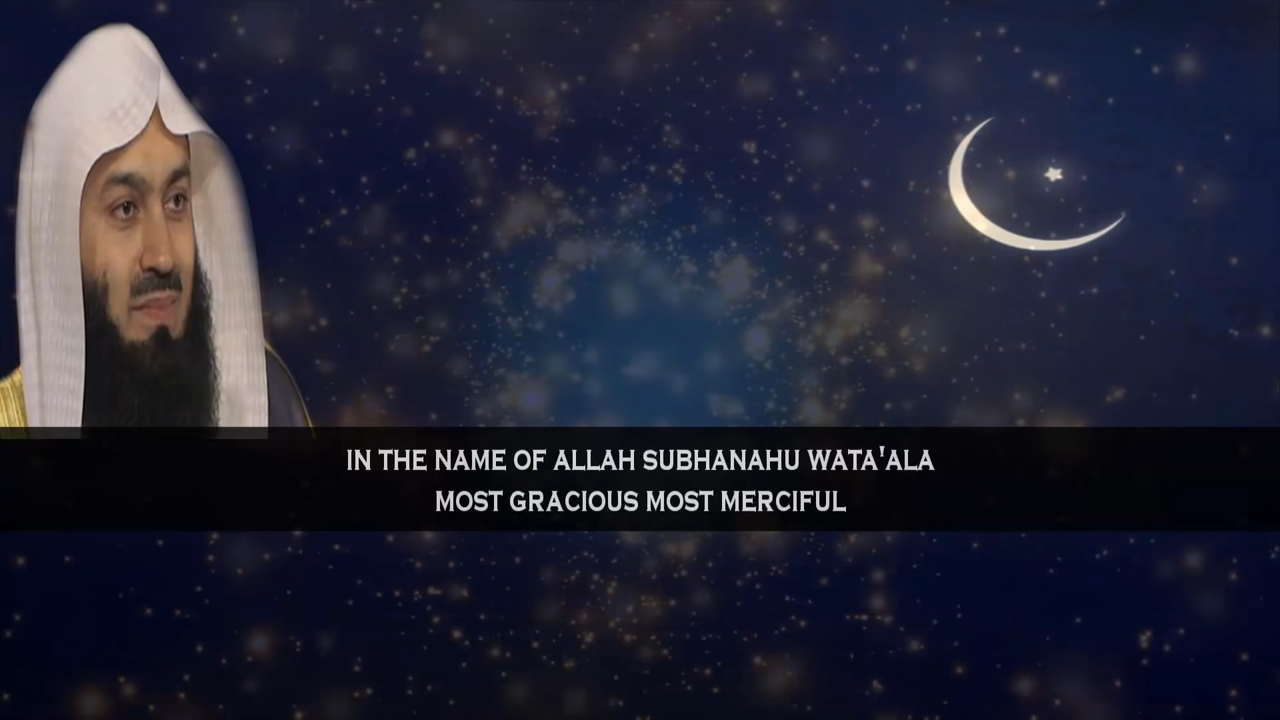 IN THE NAME OF ALLAH SUBHANAHU WATA'ALA
MOST GRACIOUS MOST MERCIFUL